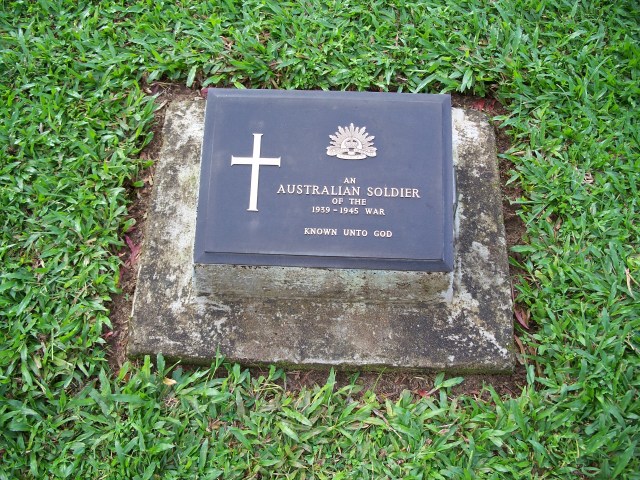 AN
AUSTRALIAN SOLDIER
OF THE
1939 - 1945 WAR
KNOWN UNTO GOD